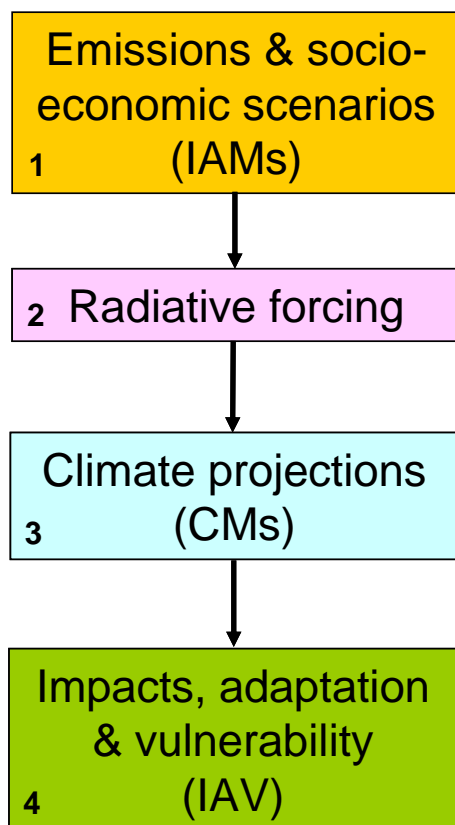 Emissions & socio-
economic scenarios
1 (IAMs)
2 Radiative forcing
Climate projections
3 (CMs)
Impacts, adaptation
& vulnerability
4 (IAV)